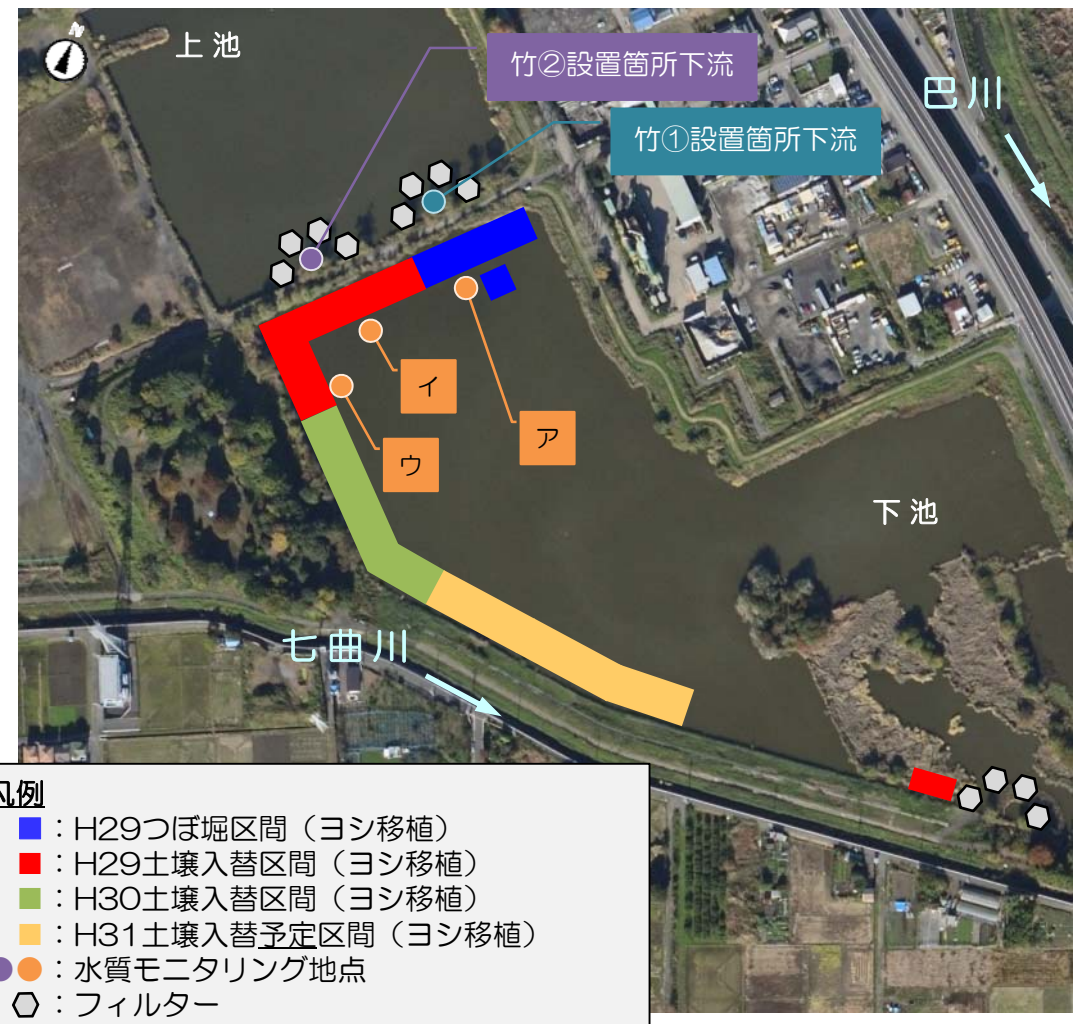 N
上池
竹②設置箇所下流
巴川
竹①設置箇所下流
イ
ア
ウ
下池
七曲川
凡例
：H29つぼ堀区間（ヨシ移植）
：H29土壌入替区間（ヨシ移植）
：H30土壌入替区間（ヨシ移植）
：H31土壌入替予定区間（ヨシ移植）
：水質モニタリング地点
：フィルター